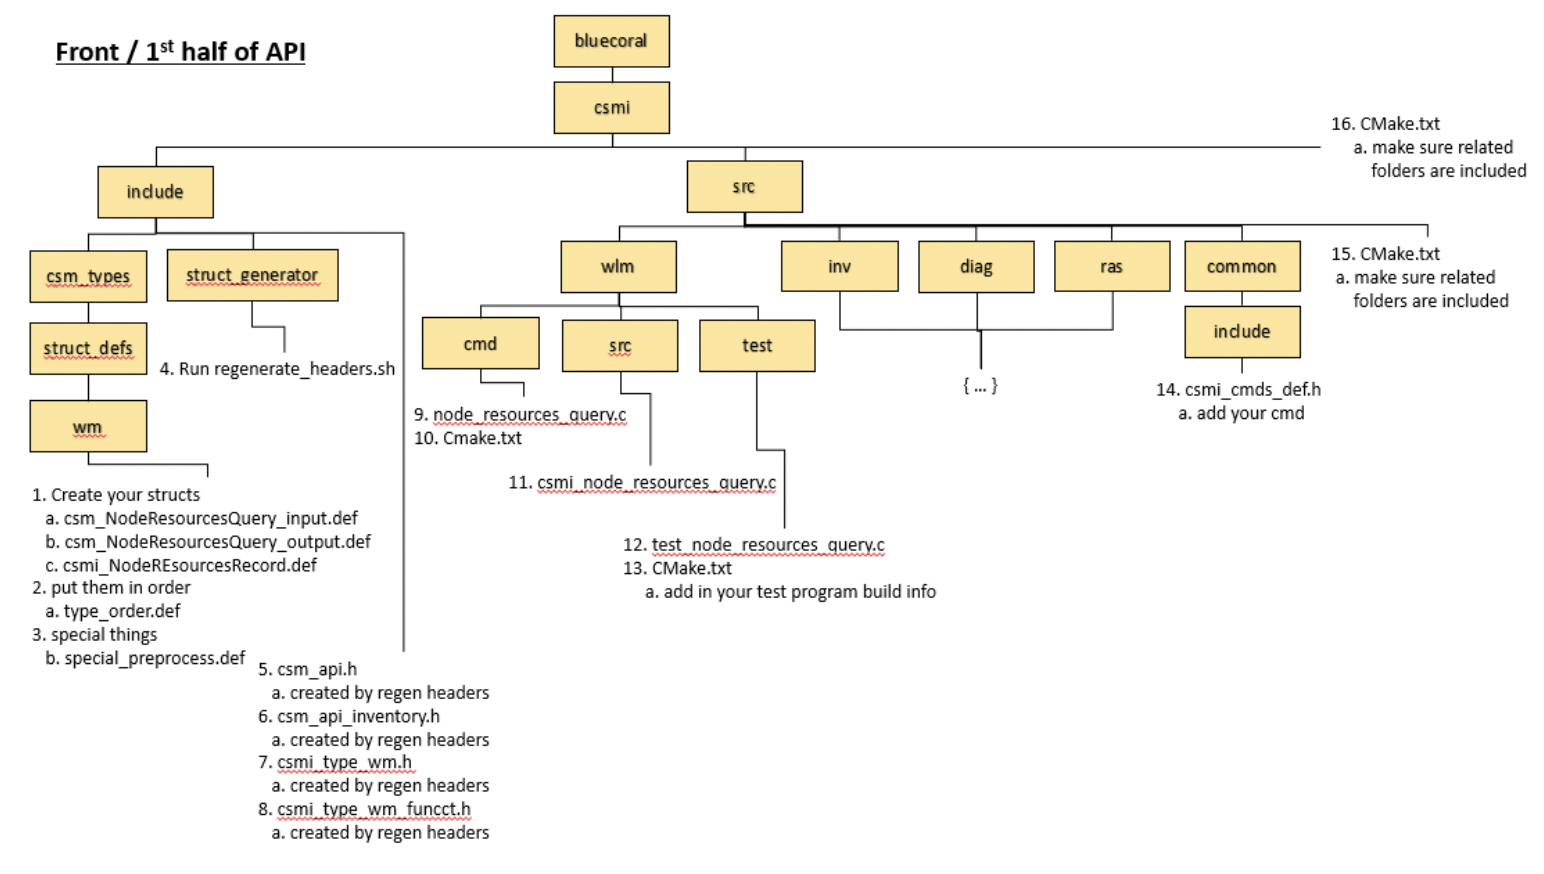 Front / 1st half of API
bluecoral
csmi
16. CMake.txt
a. make sure related
folders are included
include
src
csm_types
struct_generator
wlm
inv
diag
ras
common
15. CMake.txt
a. make sure related
folders are included
struct_defs
4. Run regenerate_headers.sh
cmd
src
test
include
{ ... }
14. csmi_cmds_def.h
a. add your cmd
wm
9. node_resources_query.c
10. Cmake.txt
11. csmi_node_resources_query.c
1. Create your structs
a. csm_NodeResourcesQuery_input.def
b. csm_NodeResourcesQuery_output.def
c. csmi_NodeREsourcesRecord.def
2. put them in order
a. type_order.def
3. special things
b. special_preprocess.def
12. test_node_resources_query.c
13. CMake.txt
a. add in your test program build info
5. csm_api.h
a. created by regen headers
6. csm_api_inventory.h
a. created by regen headers
7. csmi_type_wm.h
a. created by regen headers
8. csmi_type_wm_funcct.h
a. created by regen headers